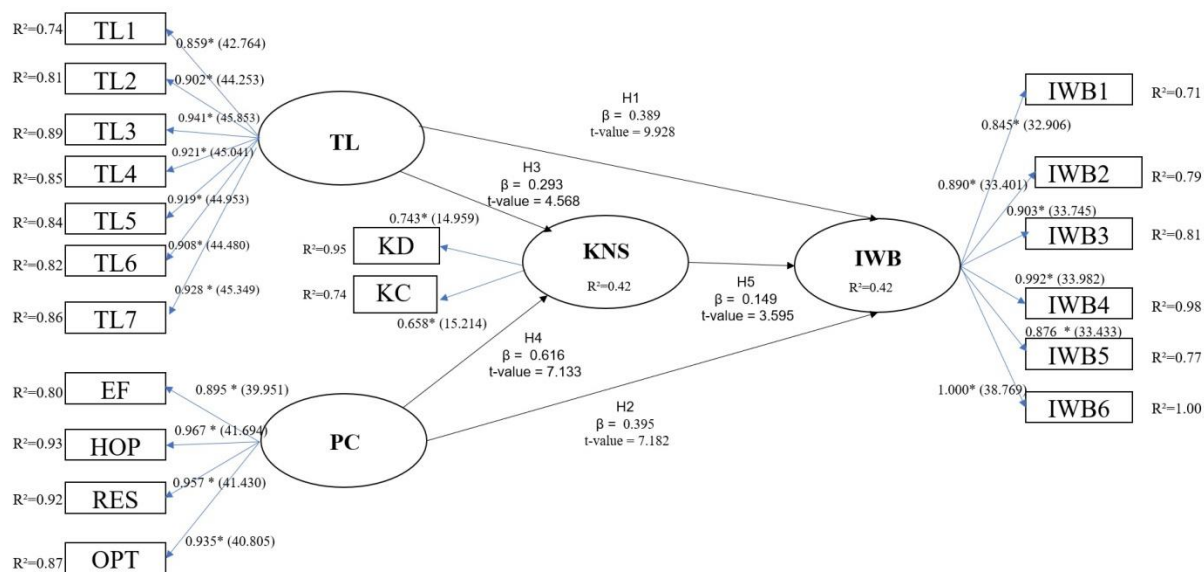 R²=0.74 TL1
0.859* (42.764)
R²=0.81 TL2
0.902* (44.253)
R²=0.89 TL3
0.941* (45.853)
R²=0.85 TL4
0.921* (45.041)
R²=0.84 TL5
0.919* (44.953)
R²=0.82 TL6
0.908* (44.480)
R²=0.86 TL7
0.928 * (45.349)
TL
H1
β = 0.389
t-value = 9.928
H3
β = 0.293
t-value = 4.568
R²=0.95 KD
0.743* (14.959)
R²=0.74 KC
0.658* (15.214)
KNS
R²=0.42
H5
β = 0.149
t-value = 3.595
H4
β = 0.616
t-value = 7.133
H2
β = 0.395
t-value = 7.182
R²=0.80 EF
0.895 * (39.951)
R²=0.93 HOP
0.967 * (41.694)
R²=0.92 RES
0.957 * (41.430)
R²=0.87 OPT
0.935* (40.805)
PC
IWB
R²=0.42
IWB1 R²=0.71
0.845* (32.906)
IWB2 R²=0.79
0.890* (33.401)
IWB3 R²=0.81
0.903* (33.745)
IWB4 R²=0.98
0.992* (33.982)
IWB5 R²=0.77
0.876 * (33.433)
IWB6 R²=1.00
1.000* (38.769)